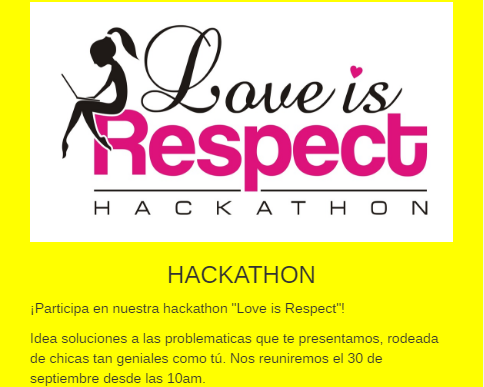 Love is
Respect
HACKATHON
HACKATHON
¡Participa en nuestra hackathon "Love is Respect"!
Idea soluciones a las problematicas que te presentamos, rodeada
de chicas tan geniales como tú. Nos reuniremos el 30 de
septiembre desde las 10am.